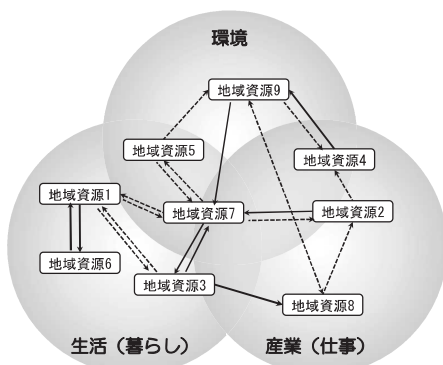 環境
地域資源9
地域資源5
地域資源4
地域資源1
地域資源7
地域資源2
地域資源6
地域資源3
地域資源8
生活（暮らし）
産業（仕事）